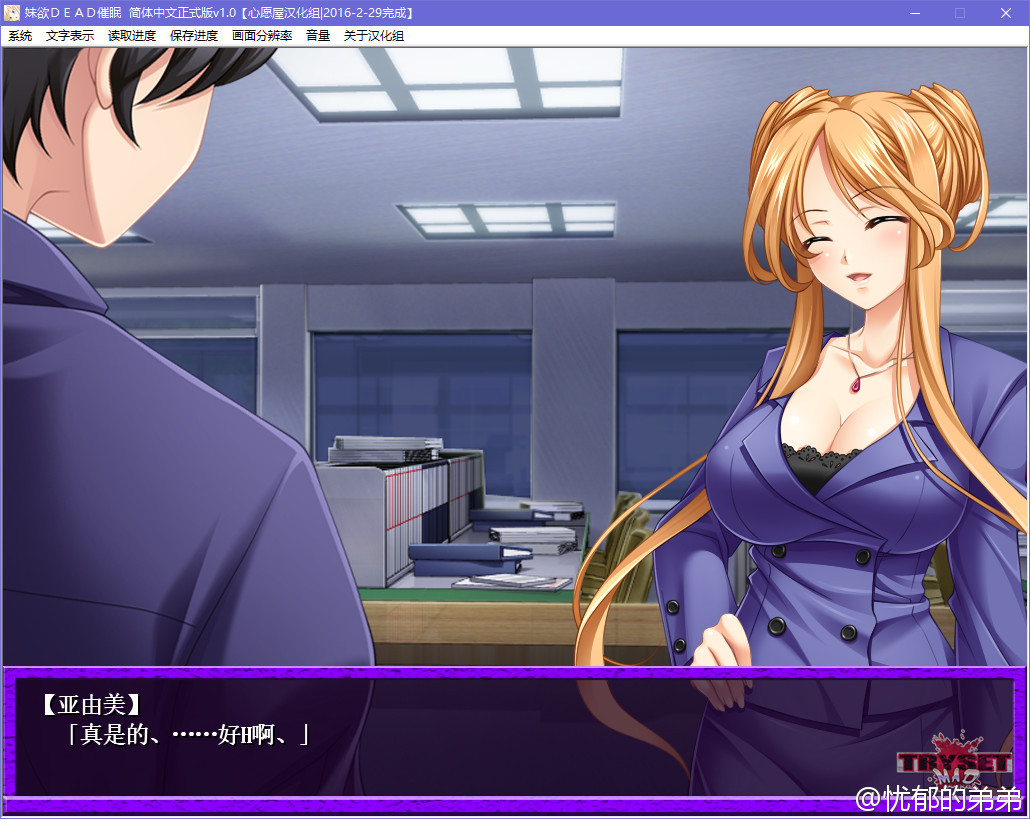 妹欲ＤＥＡＤ催眠 简体中文正式版v1.0【心愿屋汉化组|2016-2-29完成】
系统 文字表示 读取进度 保存进度 画面分辨率 音量 关于汉化组
【亚由美】
「真是的、……好H啊、」
TRYSET
@忧郁的弟弟